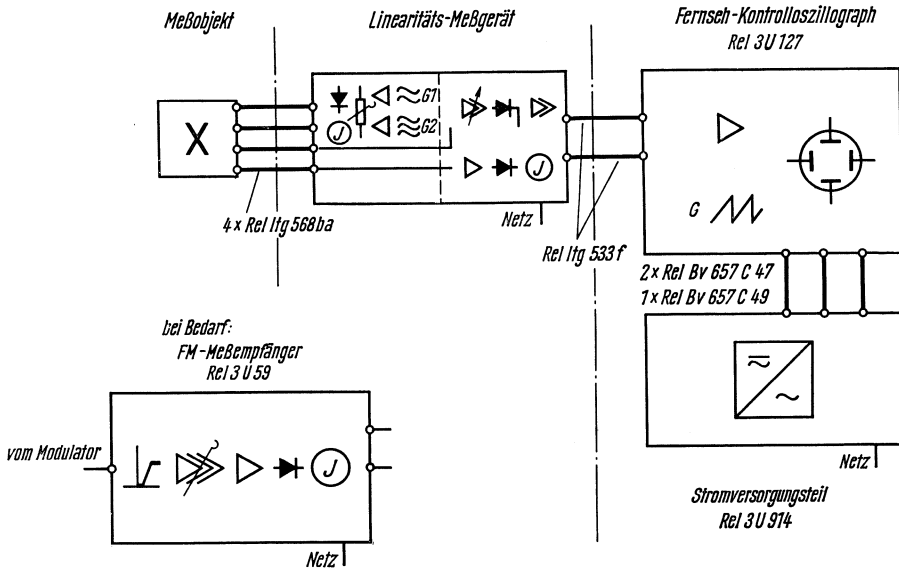 Meßobjekt
Linearitäts-Meßgerät
Fernseh-Kontrolloszillograph
Rel 3 U 127
X
G1
G2
J
J
Netz
4 x Rel ltg 568 ba
Rel ltg 533 f
G
2 x Rel Bv 657 C 47
1 x Rel Bv 657 C 49
bei Bedarf:
FM-Meßempfänger
Rel 3 U 59
vom Modulator
J
Netz
Netz
Stromversorgungsteil
Rel 3 U 914